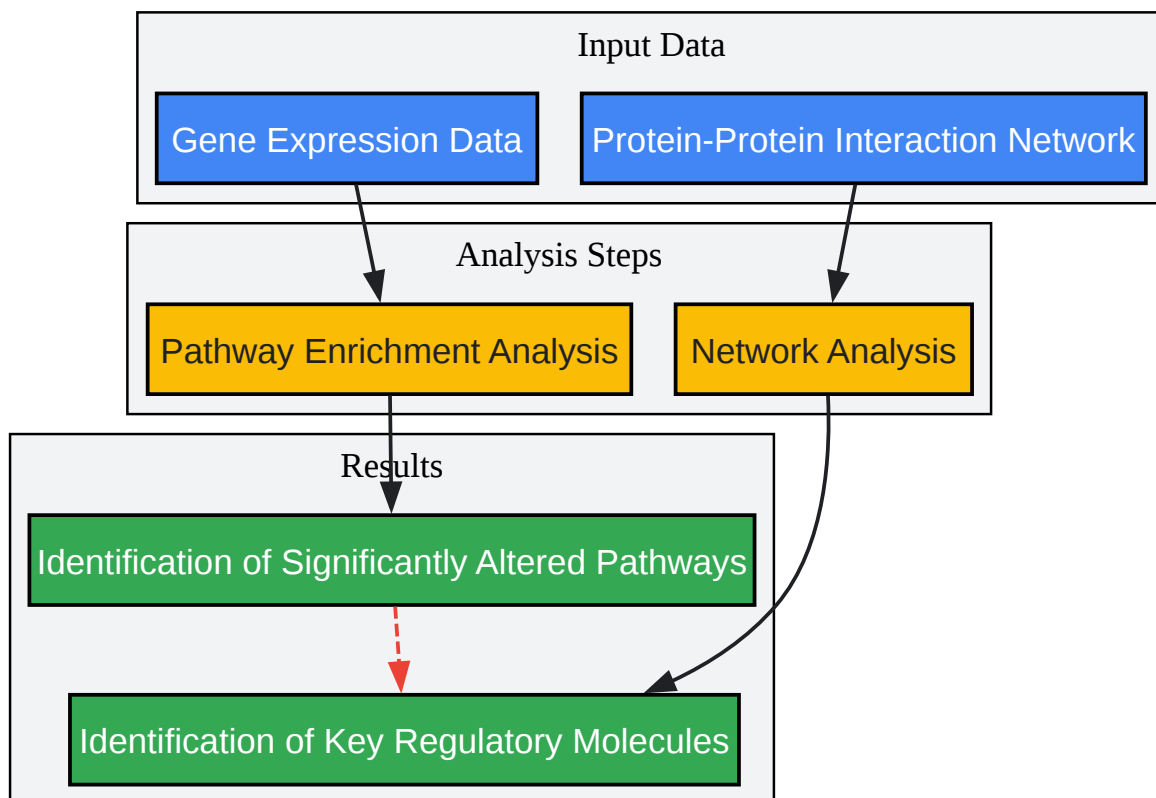 Input Data
Gene Expression Data
Protein-Protein Interaction Network
Analysis Steps
Pathway Enrichment Analysis
Network Analysis
Results
Identification of Significantly Altered Pathways
Identification of Key Regulatory Molecules